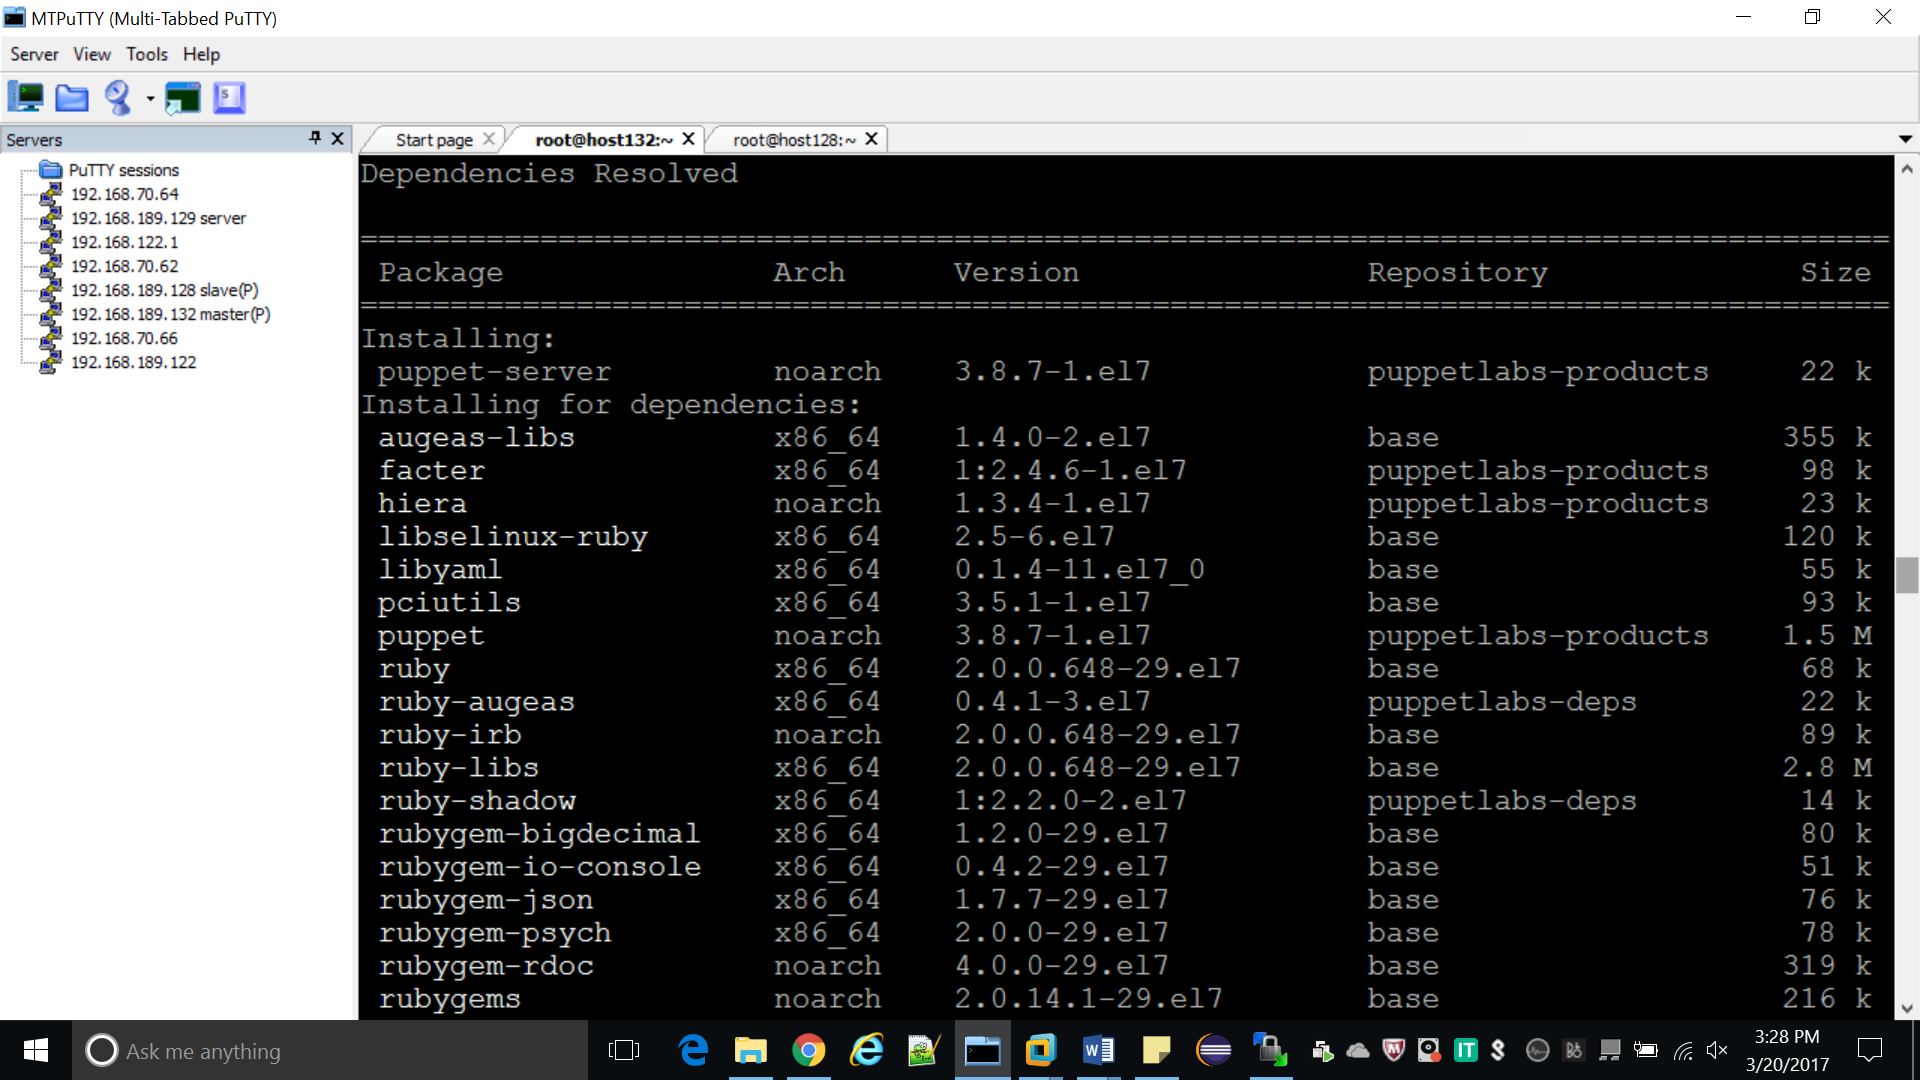 MTPuTTY (Multi-Tabbed PuTTY)
Server View Tools Help
S
Servers
Start page root@host132:~ root@host128:~
PuTTY sessions
192.168.70.64
192.168.189.129 server
192.168.122.1
192.168.70.62
192.168.189.128 slave(P)
192.168.189.132 master(P)
192.168.70.66
192.168.189.122
Dependencies Resolved
================================================================================
Package Arch Version Repository Size
================================================================================
Installing:
puppet-server noarch 3.8.7-1.el7 puppetlabs-products 22 k
Installing for dependencies:
augeas-libs x86_64 1.4.0-2.el7 base 355 k
facter x86_64 1:2.4.6-1.el7 puppetlabs-products 98 k
hiera noarch 1.3.4-1.el7 puppetlabs-products 23 k
libselinux-ruby x86_64 2.5-6.el7 base 120 k
libyaml x86_64 0.1.4-11.el7_0 base 55 k
pciutils x86_64 3.5.1-1.el7 base 93 k
puppet noarch 3.8.7-1.el7 puppetlabs-products 1.5 M
ruby x86_64 2.0.0.648-29.el7 base 68 k
ruby-augeas x86_64 0.4.1-3.el7 puppetlabs-deps 22 k
ruby-irb noarch 2.0.0.648-29.el7 base 89 k
ruby-libs x86_64 2.0.0.648-29.el7 base 2.8 M
ruby-shadow x86_64 1:2.2.0-2.el7 puppetlabs-deps 14 k
rubygem-bigdecimal x86_64 1.2.0-29.el7 base 80 k
rubygem-io-console x86_64 0.4.2-29.el7 base 51 k
rubygem-json x86_64 1.7.7-29.el7 base 76 k
rubygem-psych x86_64 2.0.0-29.el7 base 78 k
rubygem-rdoc noarch 4.0.0-29.el7 base 319 k
rubygems noarch 2.0.14.1-29.el7 base 216 k
Ask me anything
IT
3:28 PM
3/20/2017